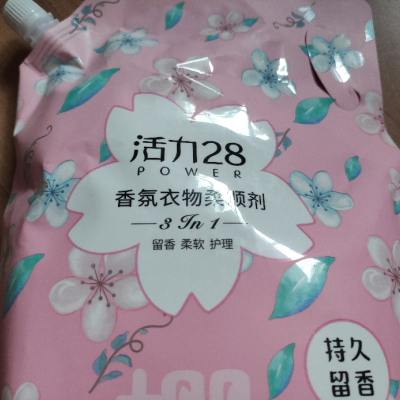 活力28
POWER
香氛衣物柔顺剂
3 In 1
留香 柔软 护理
持久
留香